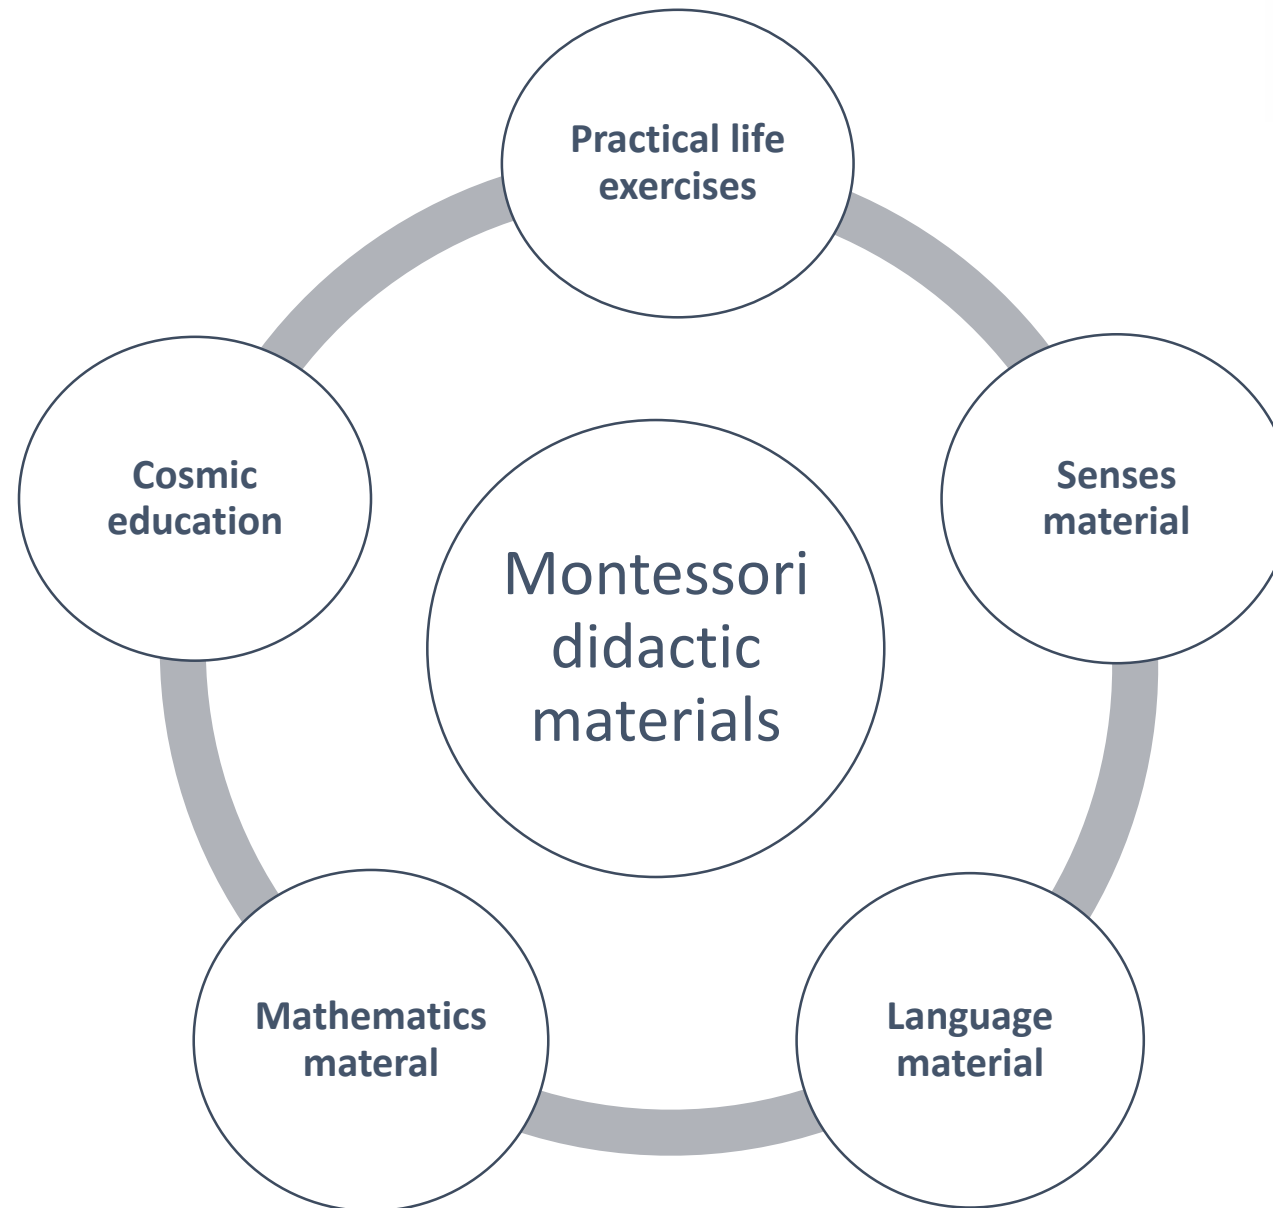 Practical life
exercises
Cosmic
education
Senses
material
Montessori
didactic
materials
Mathematics
materal
Language
material